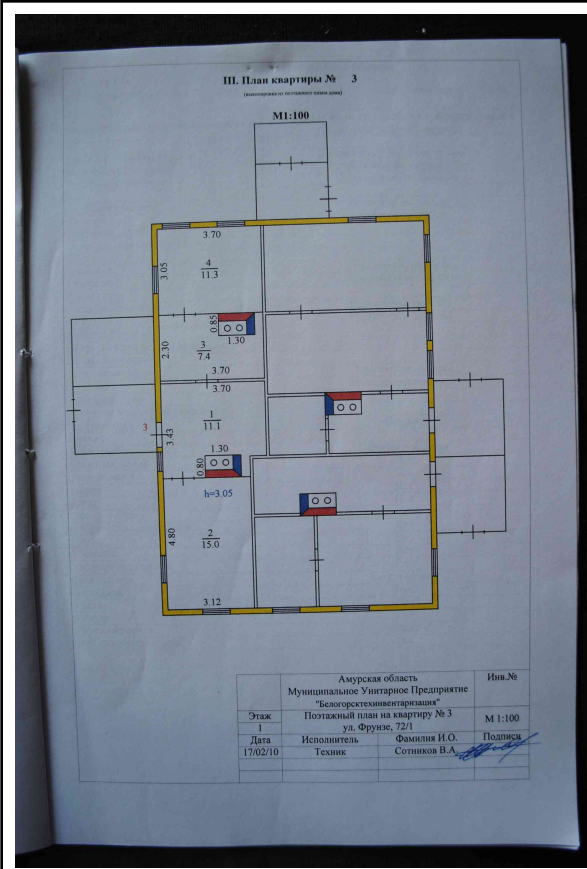 III. План квартиры № 3
(выкопировка из поэтажного плана дома)
М1:100
3.70
4
11.3
3.05
0.85
1.30
3
7.4
2.30
3.70
3.70
1
11.1
3
3.43
1.30
0.80
h=3.05
2
15.0
4.80
3.12
Амурская область
Муниципальное Унитарное Предприятие
"Белогорсктехинвентаризация"
Инв.№
Этаж
1
Поэтажный план на квартиру № 3
ул. Фрунзе, 72/1
М 1:100
Дата Исполнитель Фамилия И.О. Подписи
17/02/10 Техник Сотников В.А.